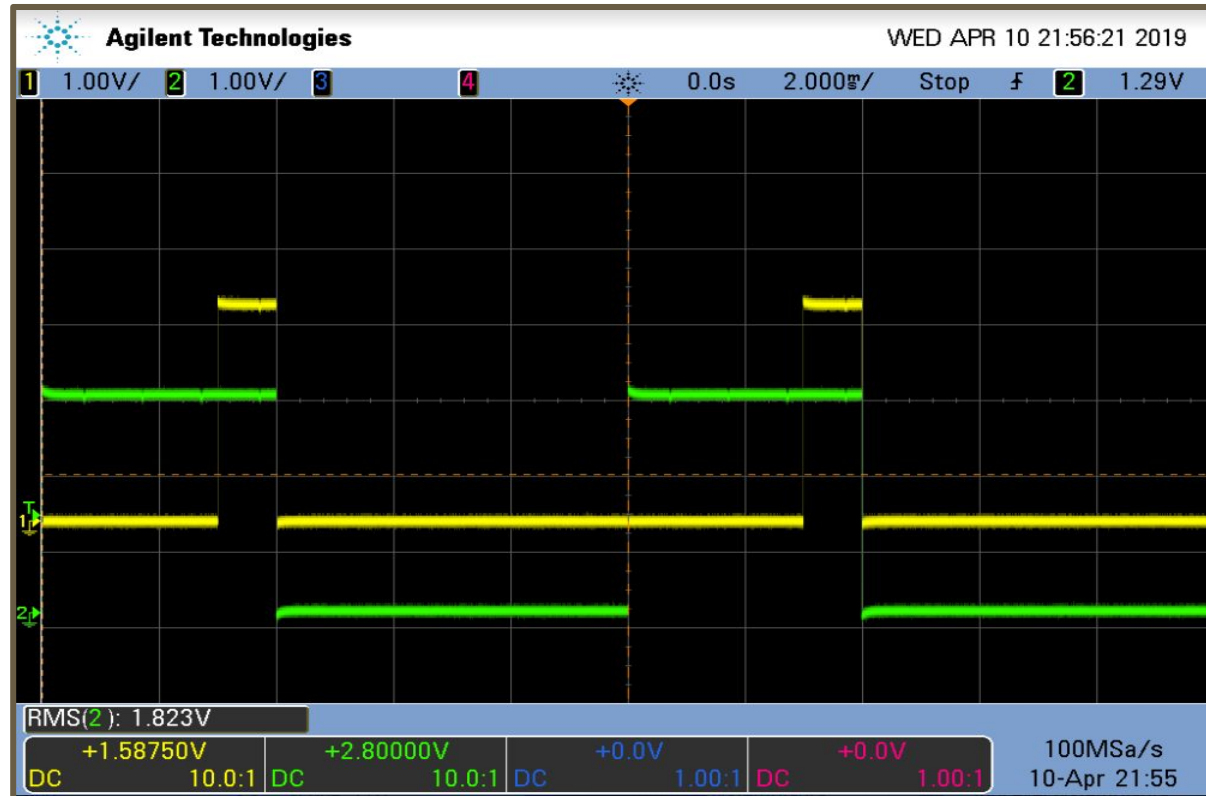 Agilent Technologies
WED APR 10 21:56:21 2019
1 1.00V/ 2 1.00V/ 3 4 0.0s 2.000ms/ Stop 2 1.29V
T
1
2
RMS(2): 1.823V
+1.58750V +2.80000V +0.0V +0.0V
DC 10.0:1 DC 10.0:1 DC 1.00:1 DC 1.00:1
100MSa/s
10-Apr 21:55